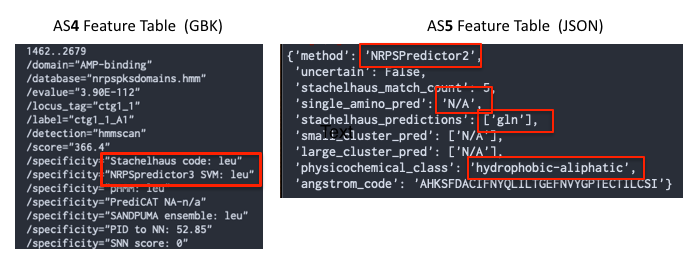 AS4 Feature Table (GBK)
1462..2679
/domain="AMP-binding"
/database="nrpspksdomains.hmm"
/evalue="3.90E-112"
/locus_tag="ctg1_1"
/label="ctg1_1_A1"
/detection="hmmscan"
/score="366.4"
/specificity="Stachelhaus code: leu"
/specificity="NRPSpredictor3 SVM: leu"
/specificity="pHMM: leu"
/specificity="PrediCAT NA-n/a"
/specificity="SANDPUMA ensemble: leu"
/specificity="PID to NN: 52.85"
/specificity="SNN score: 0"
AS5 Feature Table (JSON)
{'method': 'NRPSPredictor2',
'uncertain': False,
'stachelhaus_match_count': 5,
'single_amino_pred': 'N/A',
'stachelhaus_predictions': ['gln'],
'small_cluster_pred': ['N/A'],
'large_cluster_pred': ['N/A'],
'physicochemical_class': 'hydrophobic-aliphatic',
'angstrom_code': 'AHKSFDACIFNYQLILTGEFNVYGPTECTILCSI'}
Text